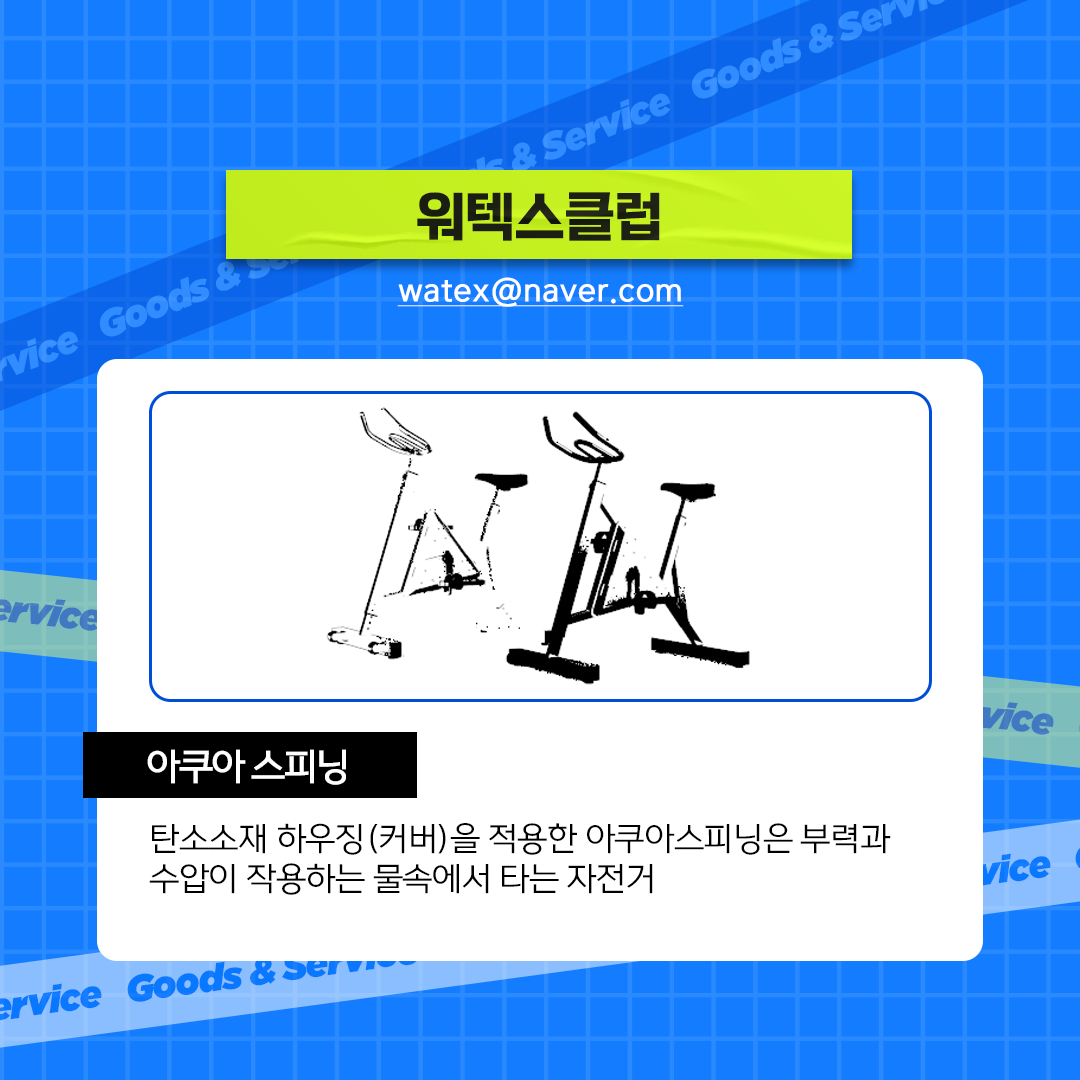 Goods & Service
Goods & Service
워텍스클럽
watex@naver.com
Goods & Se
rvice
ervice
아쿠아 스피닝
탄소소재 하우징(커버)을 적용한 아쿠아스피닝은 부력과
수압이 작용하는 물속에서 타는 자전거
vice
vice
ervice Goods & Service